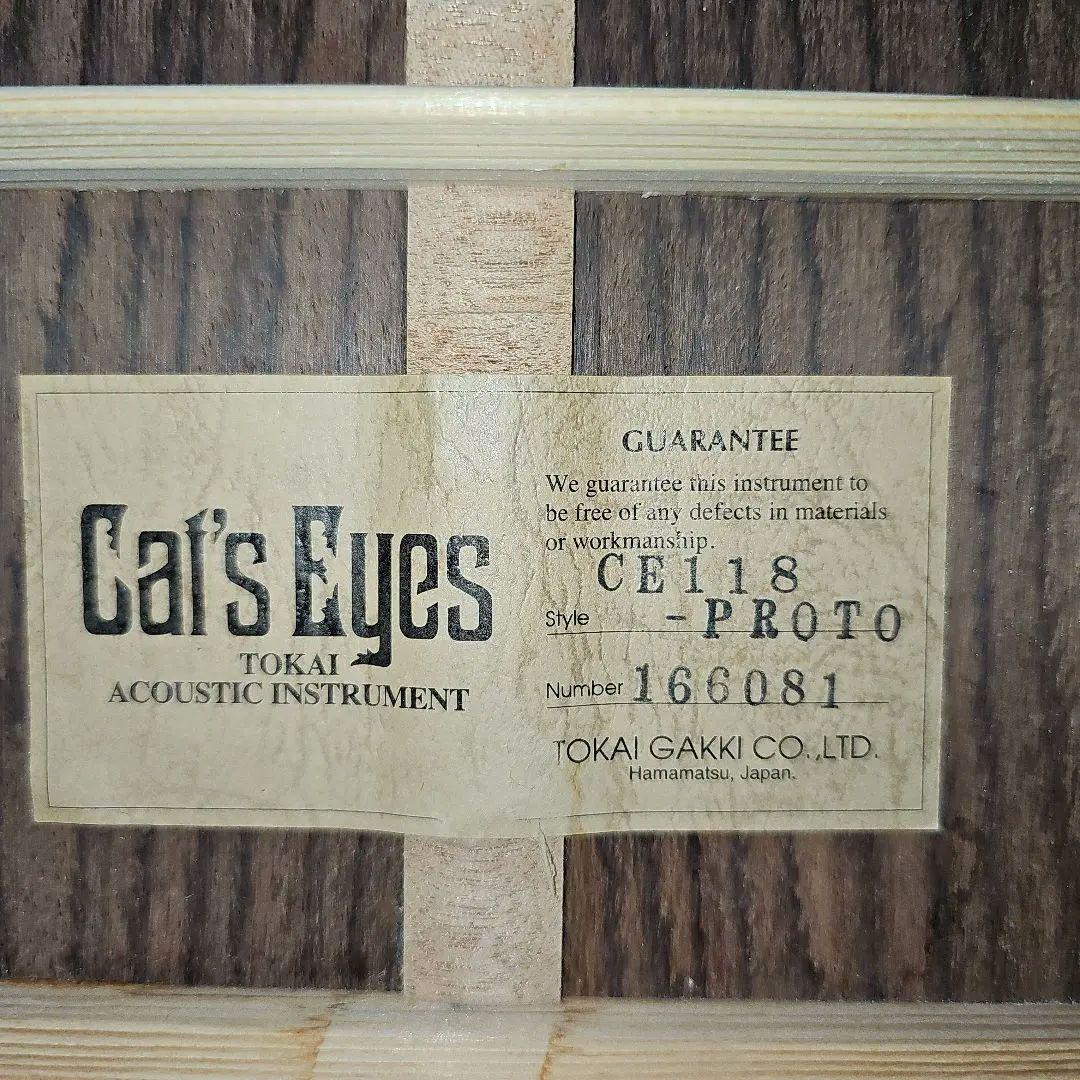 Cat's Eyes
TOKAI
ACOUSTIC INSTRUMENT
GUARANTEE
We guarantee this instrument to
be free of any defects in materials
or workmanship.
CE118
Style -PROTO
Number 166081
TOKAI GAKKI CO.,LTD.
Hamamatsu, Japan.